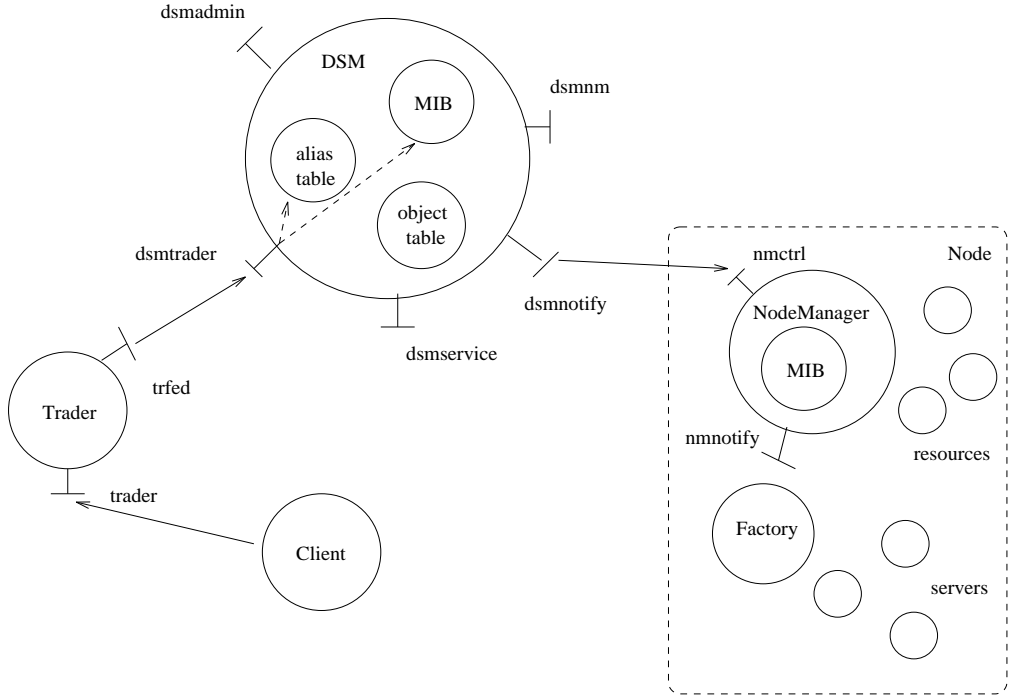 dsmadmin
DSM
MIB
dsmnm
alias
table
object
table
dsmtrader
nmctrl
Node
dsmnotify
NodeManager
dsmservice
MIB
trfed
Trader
nmnotify
resources
trader
Factory
Client
servers